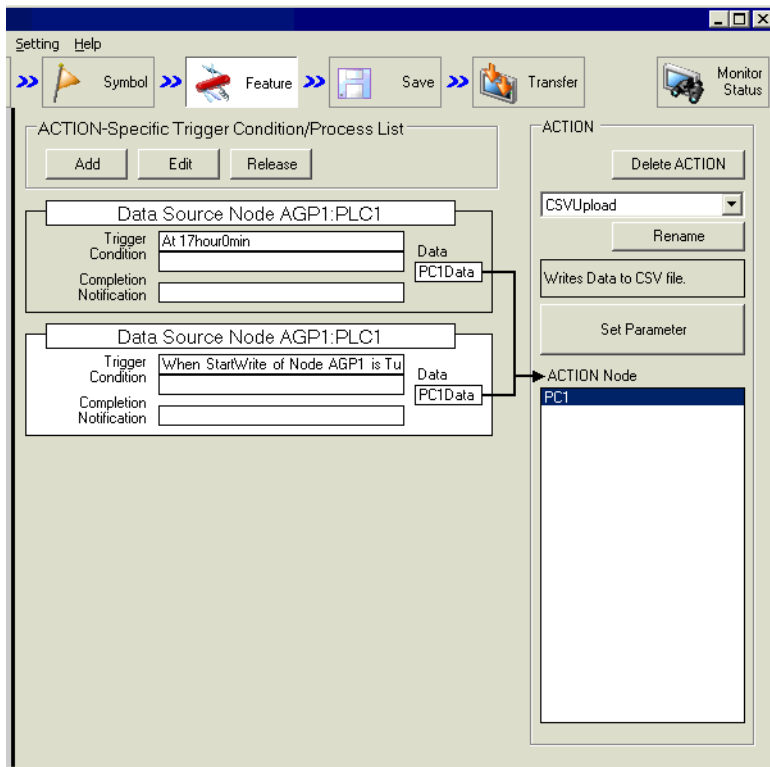 Setting Help
Symbol
Feature
Save
Transfer
Monitor
Status
ACTION-Specific Trigger Condition/Process List
Add
Edit
Release
Data Source Node AGP1:PLC1
Trigger
Condition
At 17hour0min
Completion
Notification
Data
PC1Data
Data Source Node AGP1:PLC1
Trigger
Condition
When StartWrite of Node AGP1 is Tu
Completion
Notification
Data
PC1Data
ACTION
Delete ACTION
CSVUpload
Rename
Writes Data to CSV file.
Set Parameter
ACTION Node
PC1